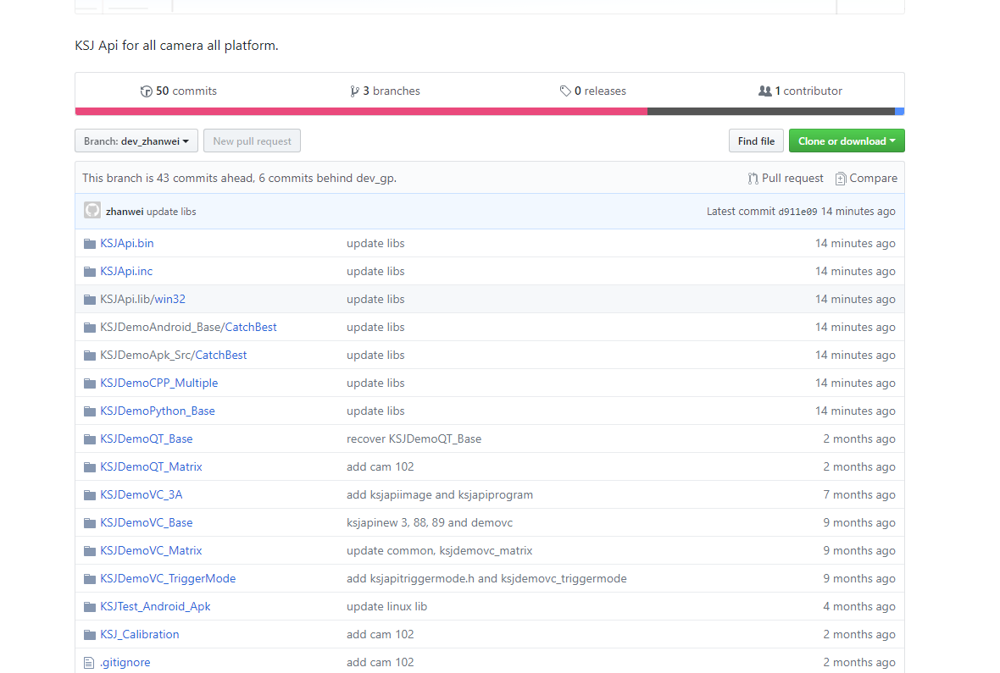 KSJ Api for all camera all platform.
50 commits 3 branches 0 releases 1 contributor
Branch: dev_zhanwei New pull request Find file Clone or download
This branch is 43 commits ahead, 6 commits behind dev_gp. Pull request Compare
zhanwei update libs Latest commit d911e09 14 minutes ago
KSJApi.bin update libs 14 minutes ago
KSJApi.inc update libs 14 minutes ago
KSJApi.lib/win32 update libs 14 minutes ago
KSJDemoAndroid_Base/CatchBest update libs 14 minutes ago
KSJDemoApk_Src/CatchBest update libs 14 minutes ago
KSJDemoCPP_Multiple update libs 14 minutes ago
KSJDemoPython_Base update libs 14 minutes ago
KSJDemoQT_Base recover KSJDemoQT_Base 2 months ago
KSJDemoQT_Matrix add cam 102 2 months ago
KSJDemoVC_3A add ksjapiimage and ksjapiprogram 7 months ago
KSJDemoVC_Base ksjapinew 3, 88, 89 and demovc 9 months ago
KSJDemoVC_Matrix update common, ksjdemovc_matrix 9 months ago
KSJDemoVC_TriggerMode add ksjapitriggermode.h and ksjdemovc_triggermode 9 months ago
KSJTest_Android_Apk update linux lib 4 months ago
KSJ_Calibration add cam 102 2 months ago
.gitignore add cam 102 2 months ago